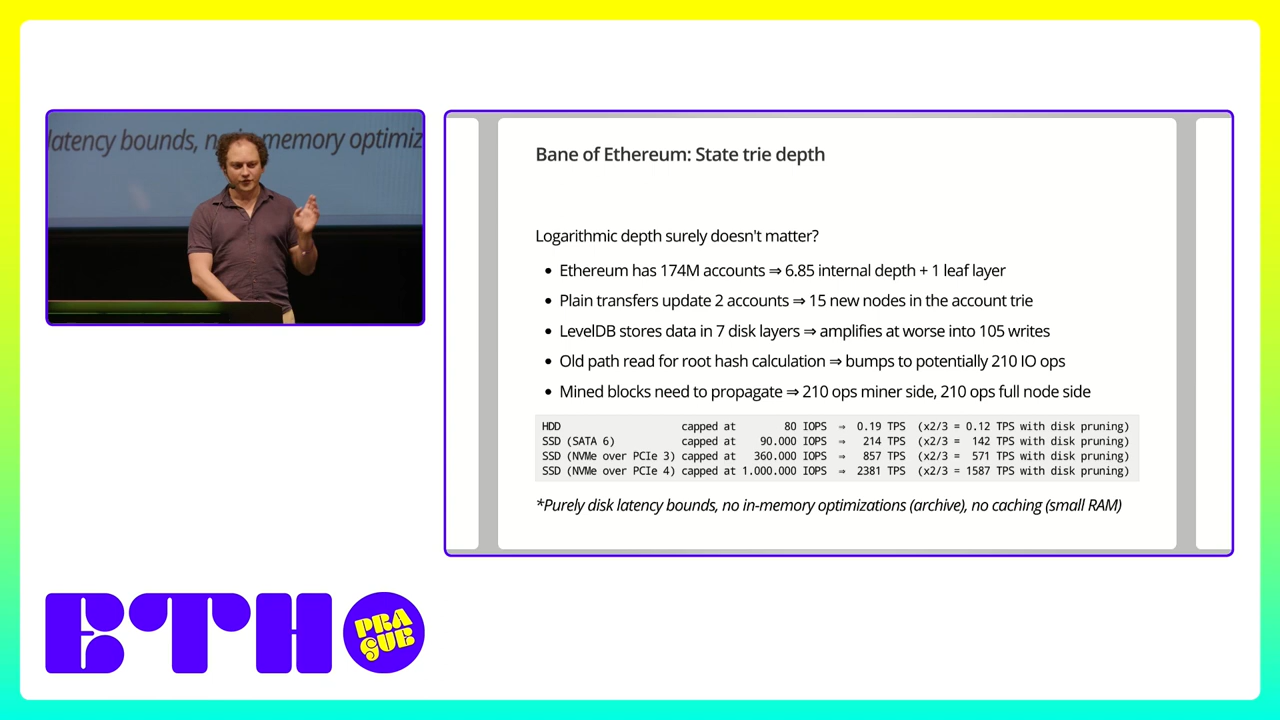 latency bounds, no in-memory optimiz
Bane of Ethereum: State trie depth
Logarithmic depth surely doesn't matter?
• Ethereum has 174M accounts ⇒ 6.85 internal depth + 1 leaf layer
• Plain transfers update 2 accounts ⇒ 15 new nodes in the account trie
• LevelDB stores data in 7 disk layers ⇒ amplifies at worse into 105 writes
• Old path read for root hash calculation ⇒ bumps to potentially 210 IO ops
• Mined blocks need to propagate ⇒ 210 ops miner side, 210 ops full node side
HDD capped at 80 IOPS ⇒ 0.19 TPS (x2/3 = 0.12 TPS with disk pruning)
SSD (SATA 6) capped at 90.000 IOPS ⇒ 214 TPS (x2/3 = 142 TPS with disk pruning)
SSD (NVMe over PCIe 3) capped at 360.000 IOPS ⇒ 857 TPS (x2/3 = 571 TPS with disk pruning)
SSD (NVMe over PCIe 4) capped at 1.000.000 IOPS ⇒ 2381 TPS (x2/3 = 1587 TPS with disk pruning)
*Purely disk latency bounds, no in-memory optimizations (archive), no caching (small RAM)
ETH
PRA
GUE